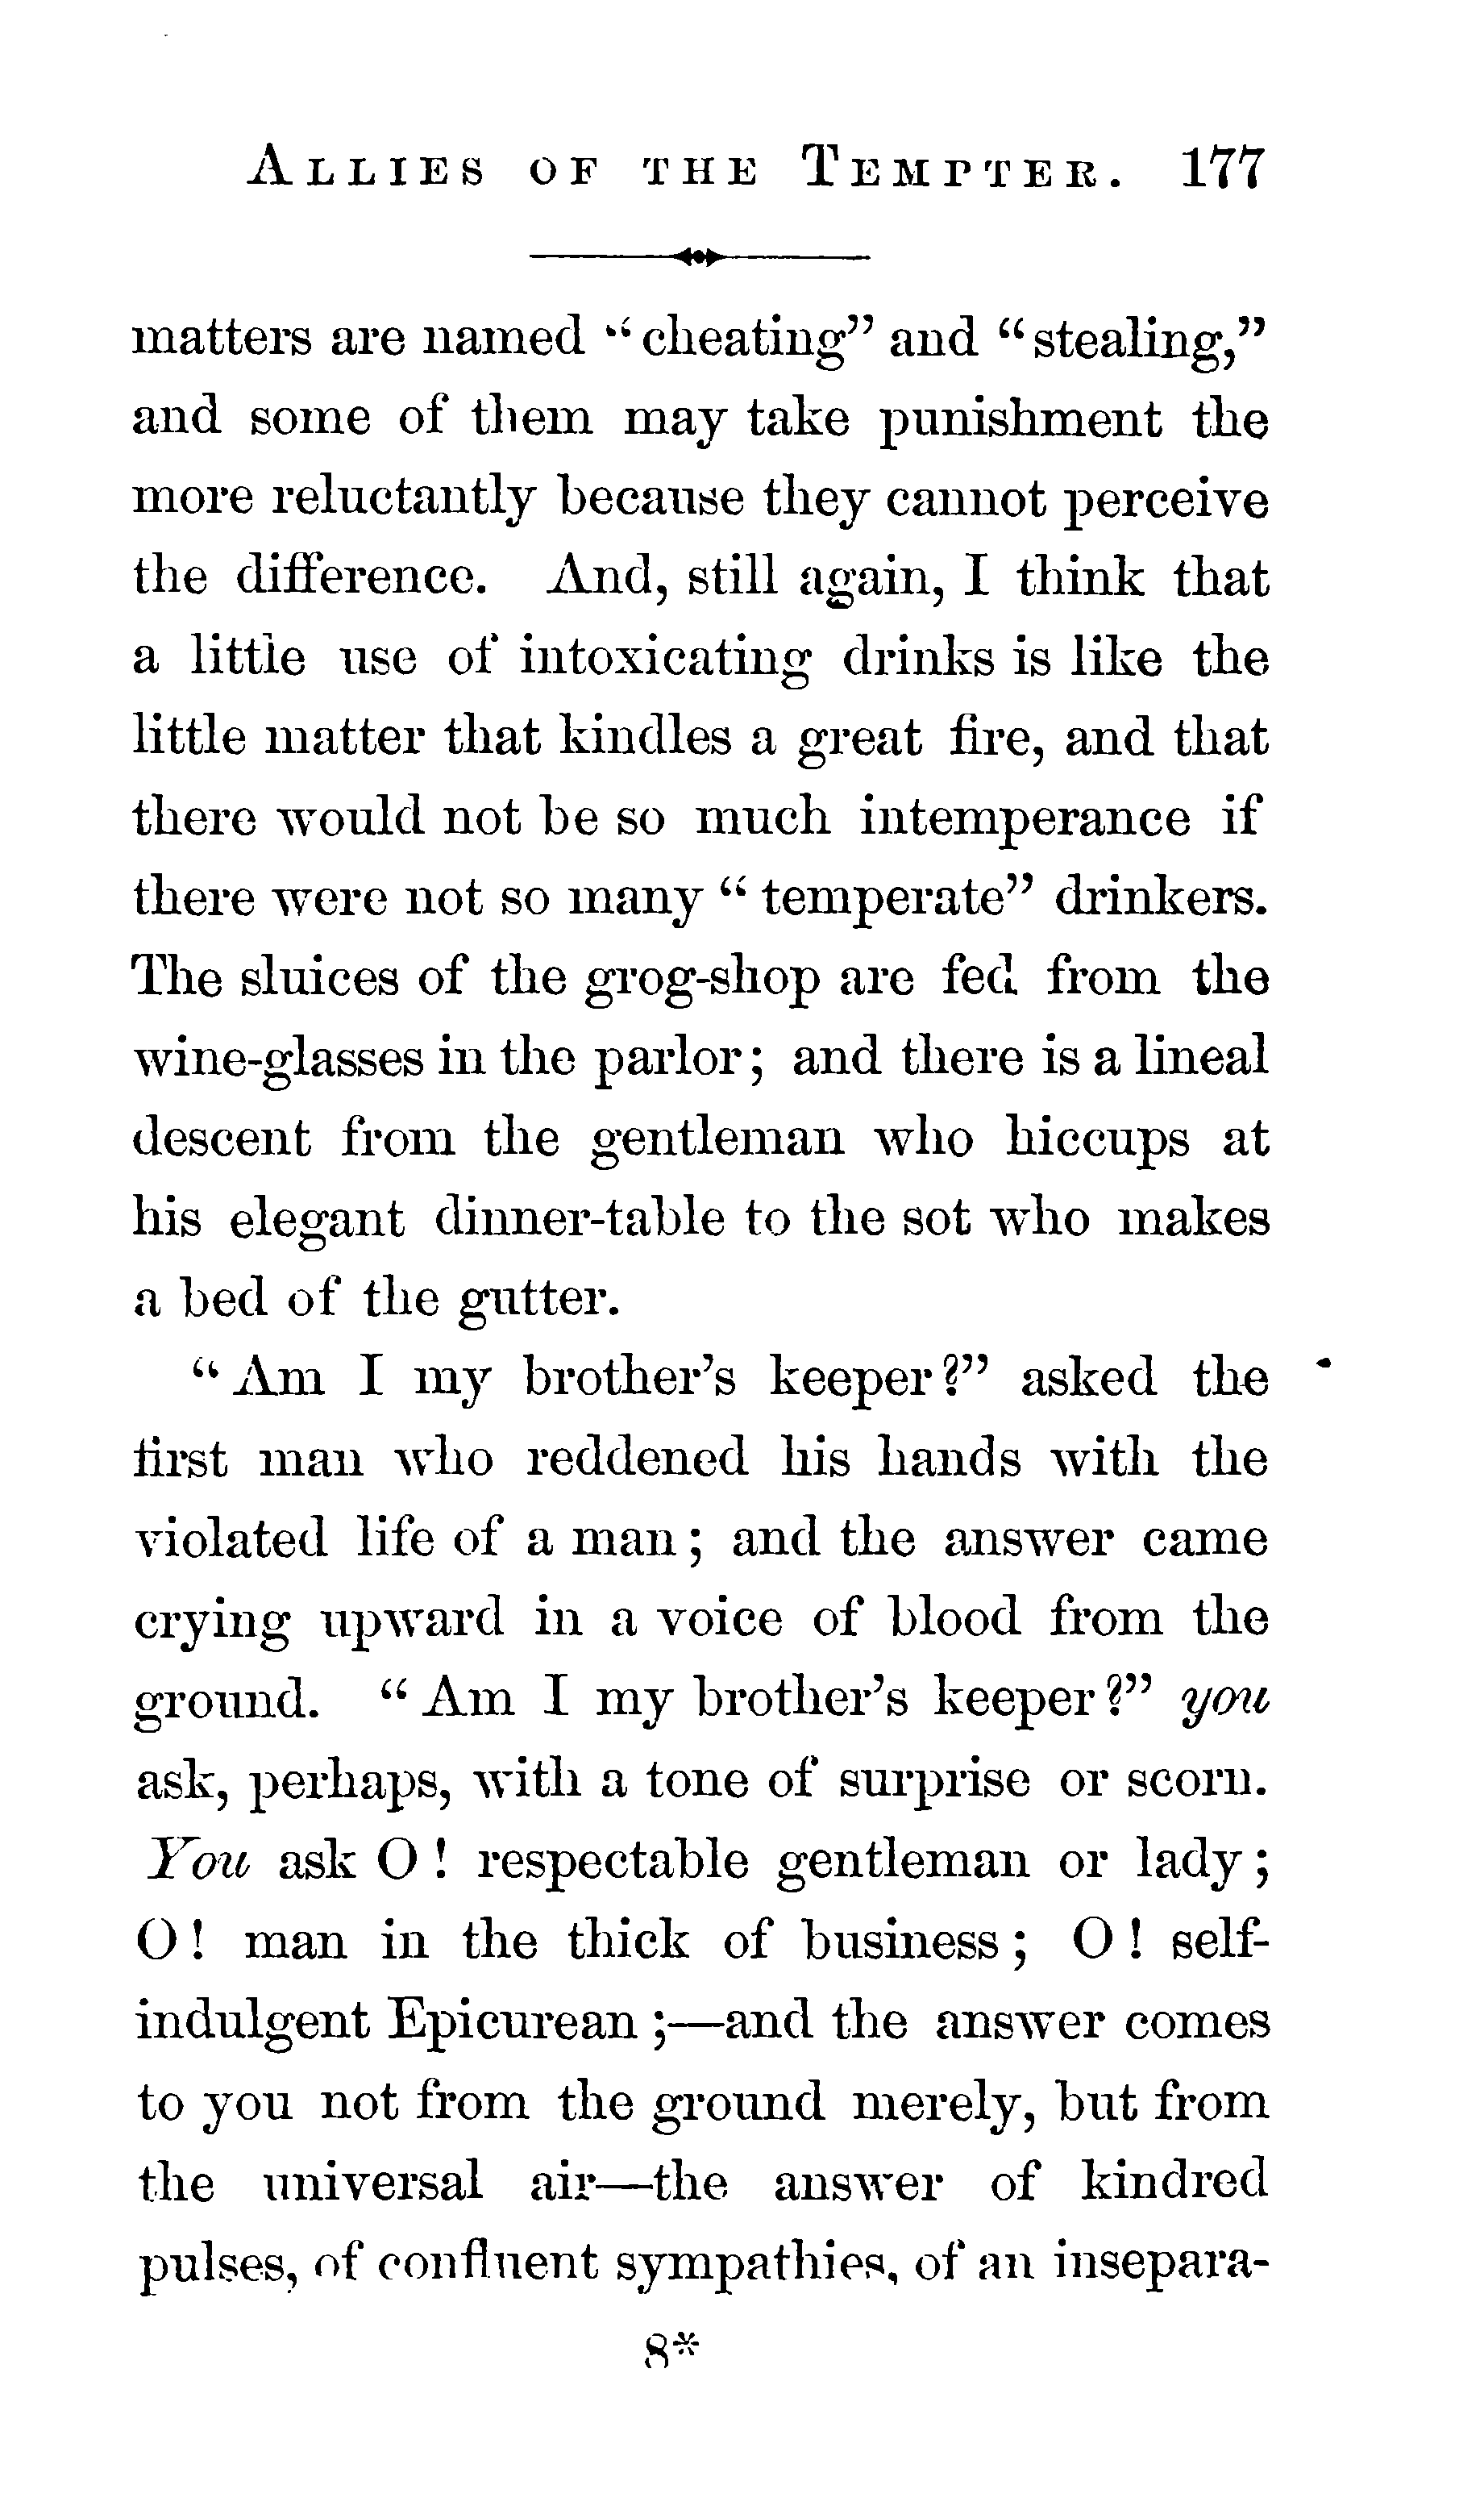 ALLIES OF THE TEMPTER. 177
matters are named "cheating" and "stealing,"
and some of them may take punishment the
more reluctantly because they cannot perceive
the difference. And, still again, I think that
a little use of intoxicating drinks is like the
little matter that kindles a great fire, and that
there would not be so much intemperance if
there were not so many "temperate" drinkers.
The sluices of the grog-shop are fed from the
wine-glasses in the parlor; and there is a lineal
descent from the gentleman who hiccups at
his elegant dinner-table to the sot who makes
a bed of the gutter.
"Am I my brother's keeper?" asked the
first man who reddened his hands with the
violated life of a man; and the answer came
crying upward in a voice of blood from the
ground. "Am I my brother's keeper?" you
ask, perhaps, with a tone of surprise or scorn.
You ask O! respectable gentleman or lady;
O! man in the thick of business; O! self-
indulgent Epicurean;—and the answer comes
to you not from the ground merely, but from
the universal air—the answer of kindred
pulses, of confluent sympathies, of an insepara-
8*